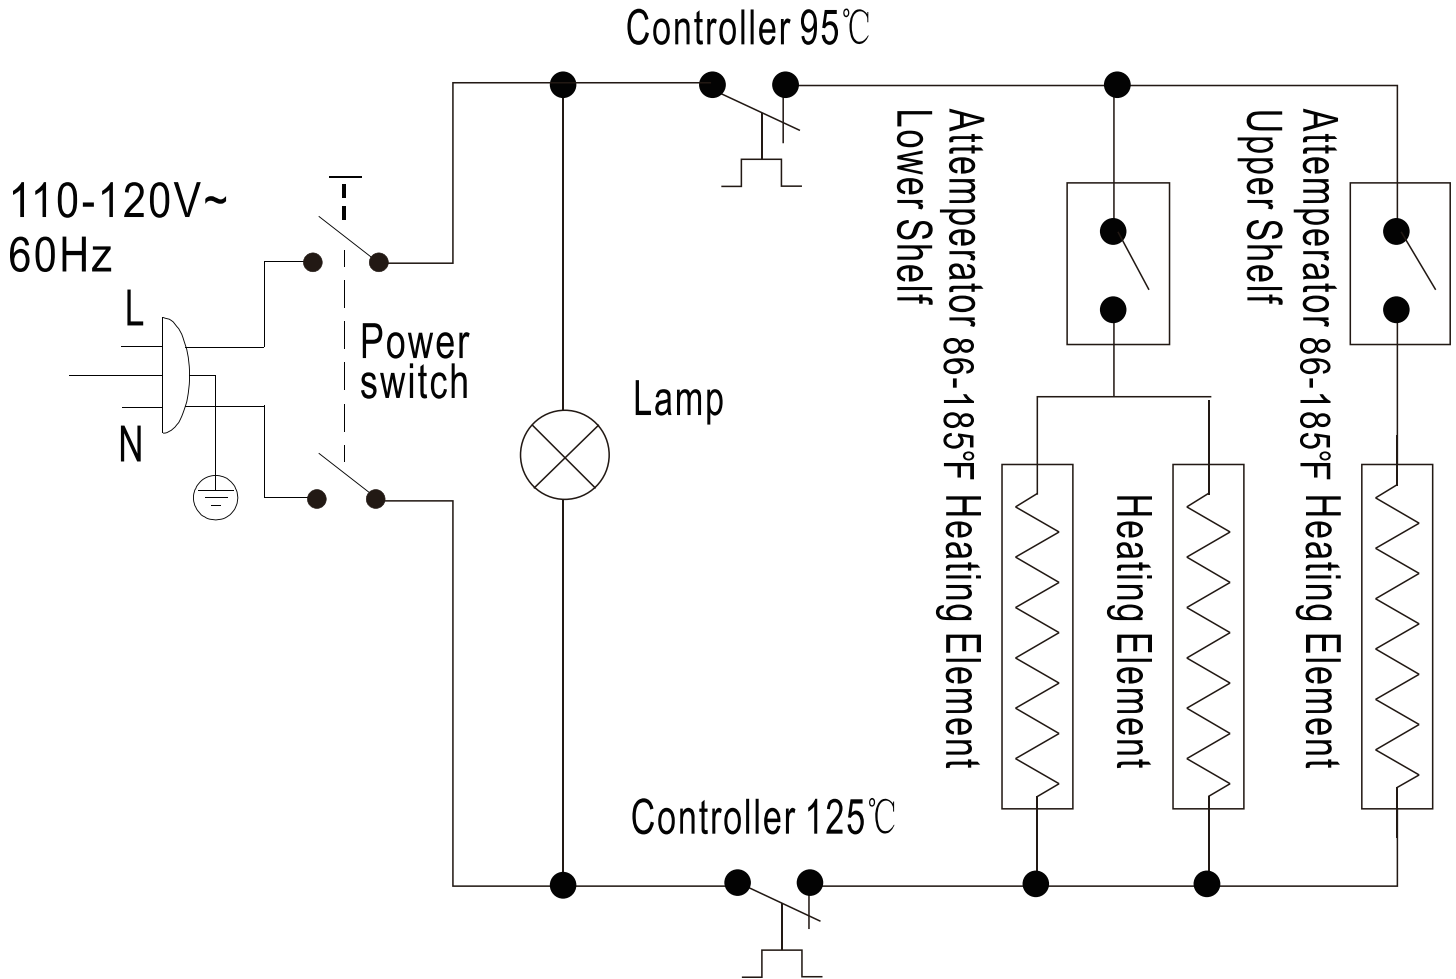 Controller 95℃
110-120V~
60Hz
L
N
Power
switch
Lamp
Attemperator 86-185°F Heating Element
Lower Shelf
Heating Element
Attemperator 86-185°F Heating Element
Upper Shelf
Controller 125℃